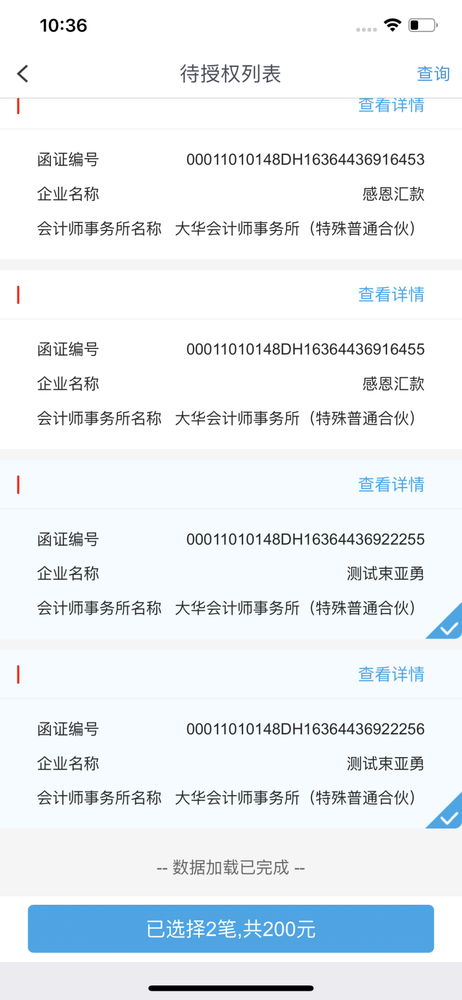 10:36
待授权列表
查询
查看详情
函证编号 00011010148DH16364436916453
企业名称 感恩汇款
会计师事务所名称 大华会计师事务所（特殊普通合伙）
查看详情
函证编号 00011010148DH16364436916455
企业名称 感恩汇款
会计师事务所名称 大华会计师事务所（特殊普通合伙）
查看详情
函证编号 00011010148DH16364436922255
企业名称 测试束亚勇
会计师事务所名称 大华会计师事务所（特殊普通合伙）
查看详情
函证编号 00011010148DH16364436922256
企业名称 测试束亚勇
会计师事务所名称 大华会计师事务所（特殊普通合伙）
-- 数据加载已完成 --
已选择2笔,共200元